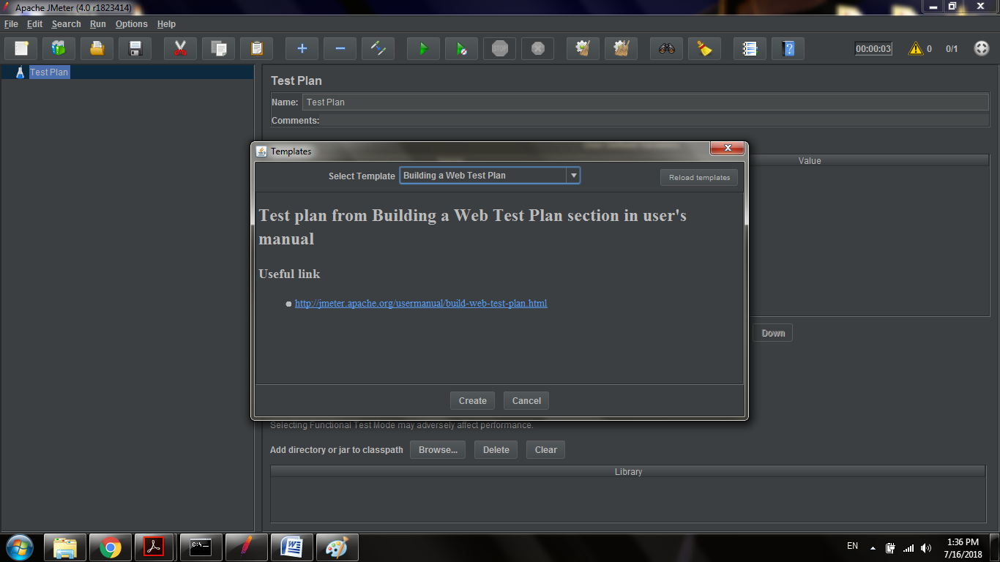 Apache JMeter (4.0 r1823414)
File Edit Search Run Options Help
STOP
00:00:03 0 0/1
Test Plan
Test Plan
Name: Test Plan
Comments:
Value
Templates
Select Template Building a Web Test Plan Reload templates
Test plan from Building a Web Test Plan section in user's
manual
Useful link
http://jmeter.apache.org/usermanual/build-web-test-plan.html
Down
Create Cancel
Selecting Functional Test Mode may adversely affect performance.
Add directory or jar to classpath Browse... Delete Clear
Library
C:\
EN
1:36 PM
7/16/2018